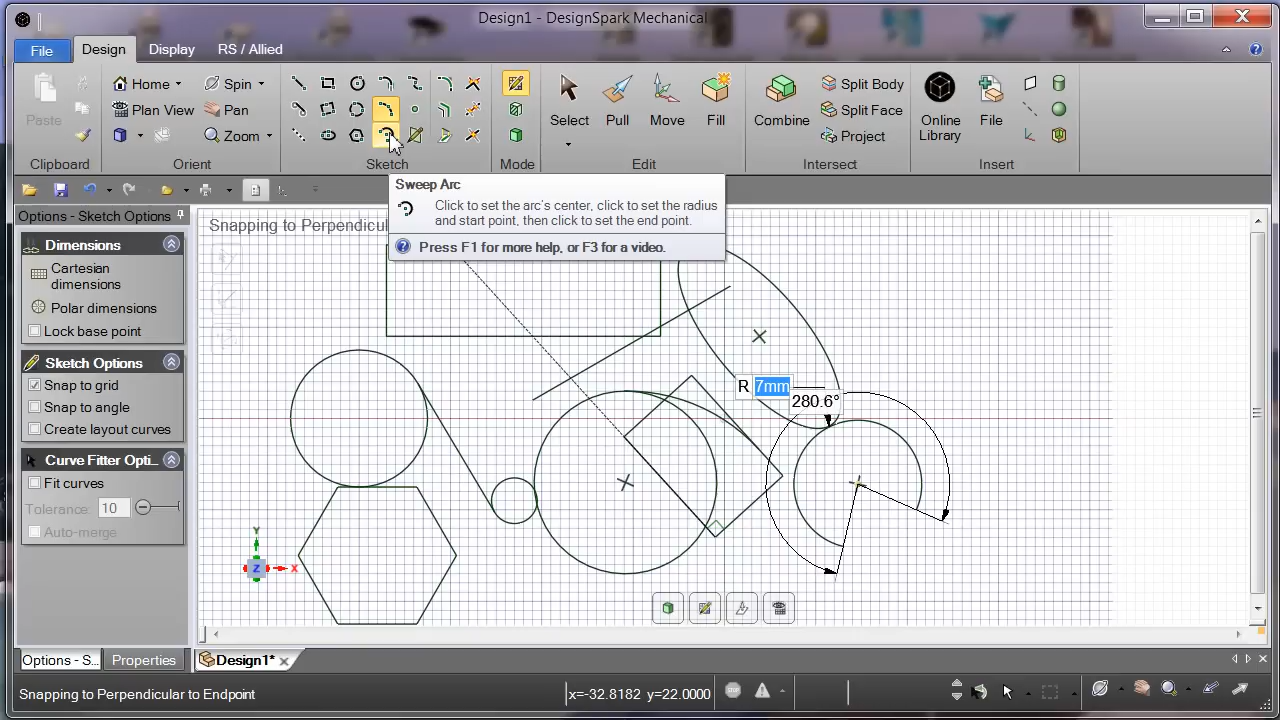 Design1 - DesignSpark Mechanical
File
Design
Display
RS / Allied
Paste
Home
Spin
Plan View
Pan
Zoom
Select
Pull
Move
Fill
Combine
Split Body
Split Face
Project
Online
Library
File
Clipboard
Orient
Sketch
Mode
Edit
Intersect
Insert
Sweep Arc
Click to set the arc's center, click to set the radius
and start point, then click to set the end point.
Press F1 for more help, or F3 for a video.
Options - Sketch Options
Snapping to Perpendicul
Dimensions
Cartesian
dimensions
Polar dimensions
Lock base point
Sketch Options
Snap to grid
Snap to angle
Create layout curves
Curve Fitter Opti...
Fit curves
Tolerance: 10
Auto-merge
R 7mm
280.6°
Y
Z X
Options - S...
Properties
Design1*
Snapping to Perpendicular to Endpoint
x=-32.8182 y=22.0000